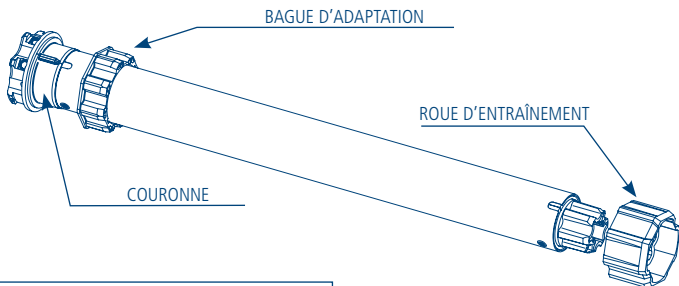 BAGUE D’ADAPTATION
ROUE D’ENTRAÎNEMENT
COURONNE